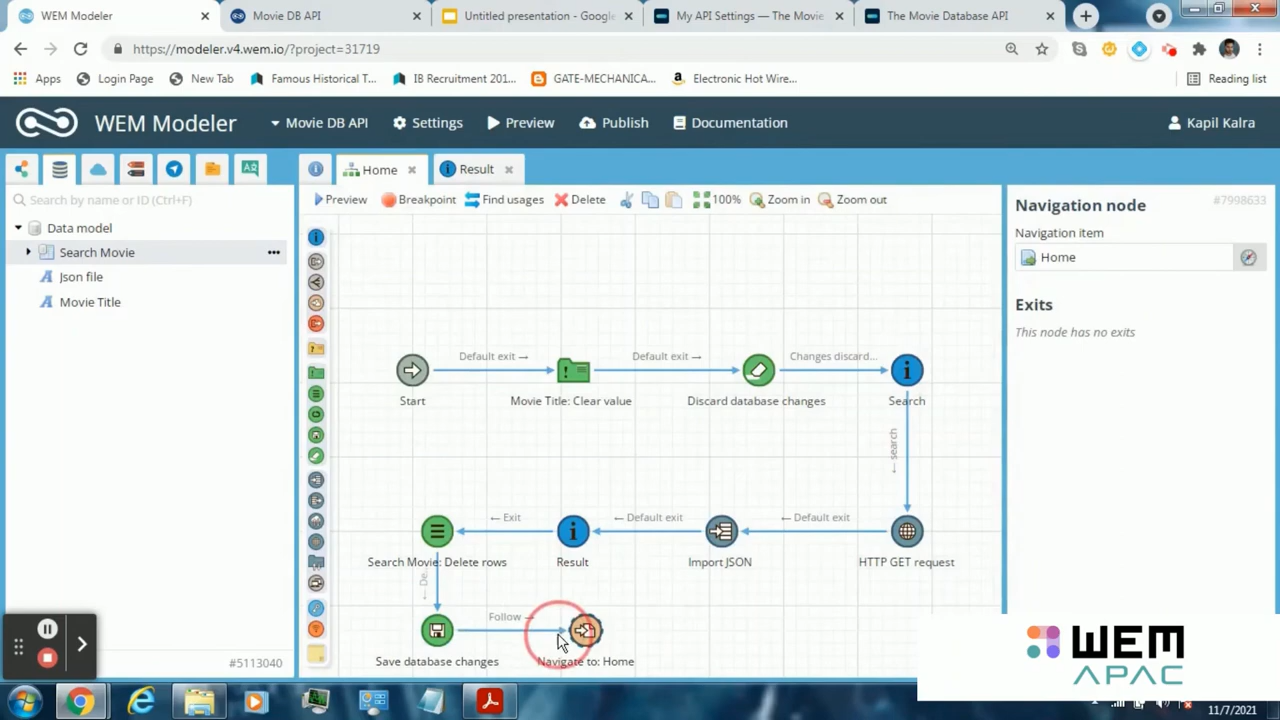 WEM Modeler
Movie DB API
Untitled presentation - Google
My API Settings — The Movie
The Movie Database API
https://modeler.v4.wem.io/?project=31719
Apps
Login Page
New Tab
Famous Historical T...
IB Recruitment 201...
GATE-MECHANICA...
Electronic Hot Wire...
Reading list
WEM Modeler
Movie DB API
Settings
Preview
Publish
Documentation
Kapil Kalra
Home
Result
Search by name or ID (Ctrl+F)
Preview
Breakpoint
Find usages
Delete
100%
Zoom in
Zoom out
Data model
Search Movie
Json file
Movie Title
#5113040
Navigation node
#7998633
Navigation item
Home
Exits
This node has no exits
Default exit →
Default exit →
Changes discard...
Start
Movie Title: Clear value
Discard database changes
Search
← search
← Exit
← Default exit
← Default exit
Search Movie: Delete rows
Result
Import JSON
HTTP GET request
← De...
Follow →
Save database changes
Navigate to: Home
WEM
APAC
11/7/2021